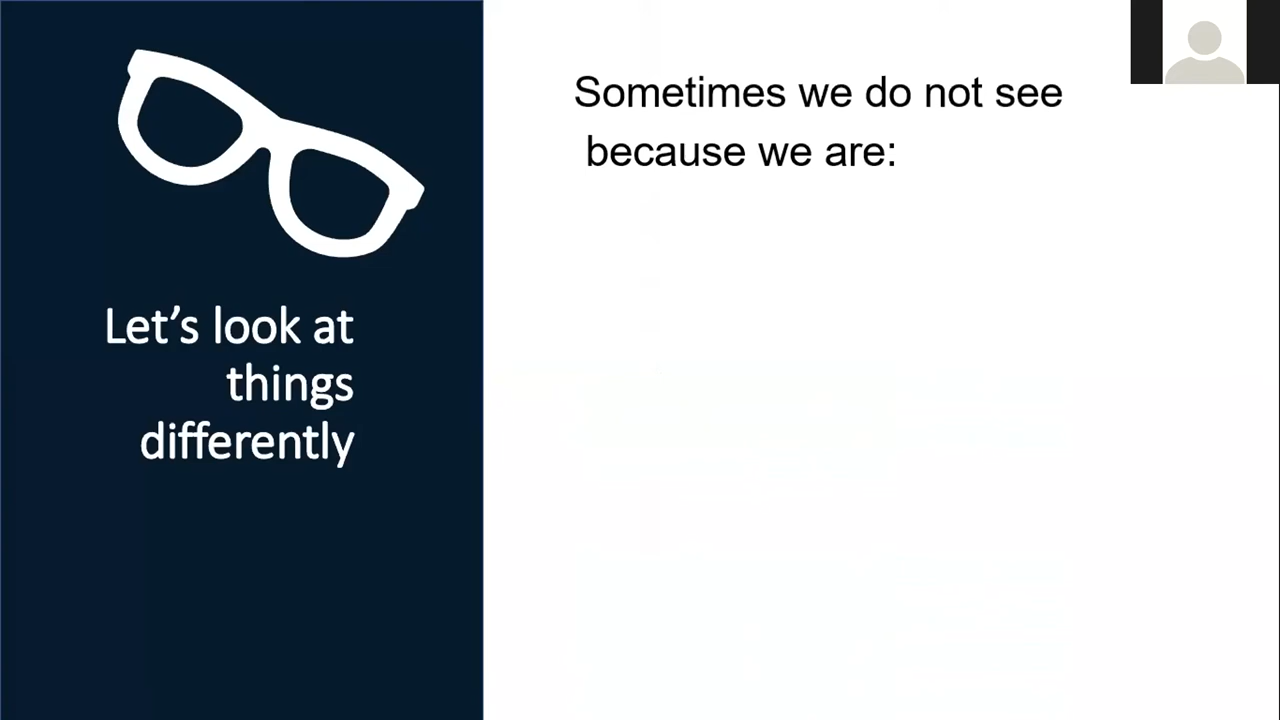 Let’s look at
things
differently
Sometimes we do not see
because we are: